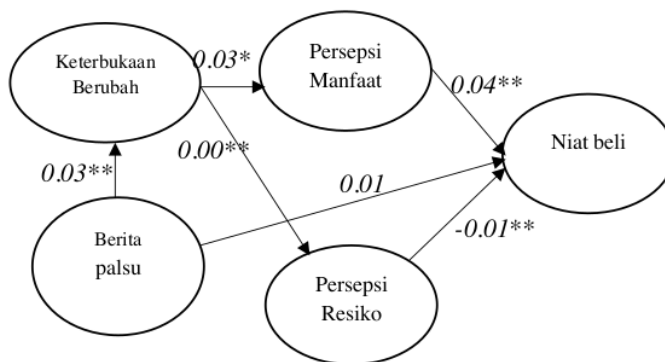 Keterbukaan
Berubah
0.03*
Persepsi
Manfaat
0.04**
Niat beli
0.00**
0.03**
0.01
-0.01**
Berita
palsu
Persepsi
Resiko